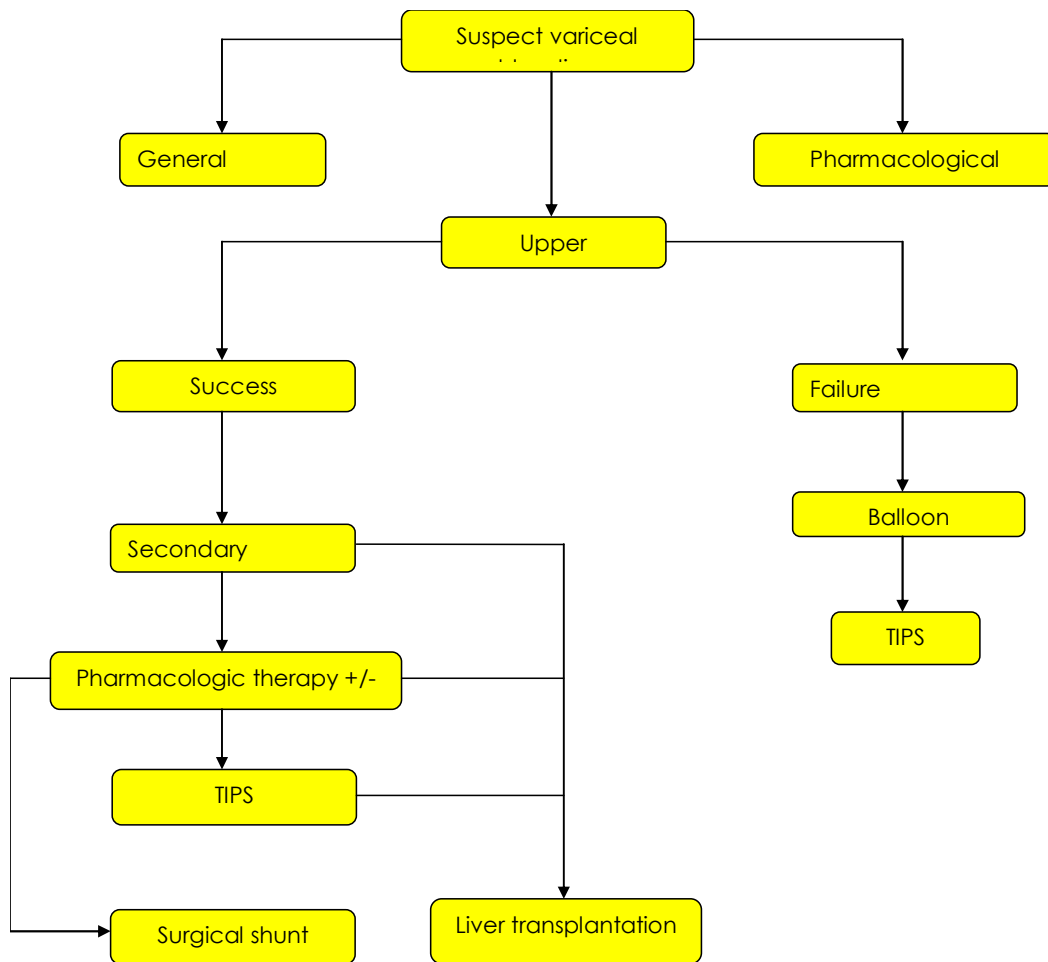 Suspect variceal
General
Pharmacological
Upper
Success
Failure
Balloon
Secondary
TIPS
Pharmacologic therapy +/-
TIPS
Liver transplantation
Surgical shunt